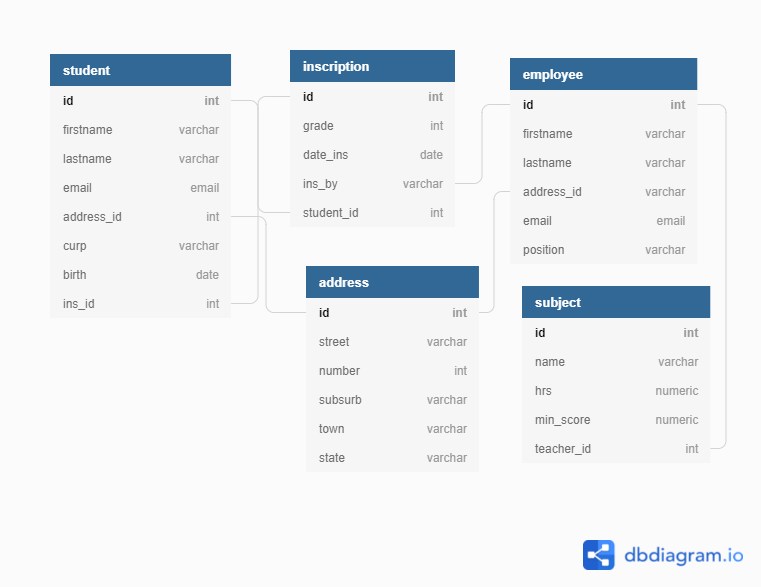 student
id int
firstname varchar
lastname varchar
email email
address_id int
curp varchar
birth date
ins_id int
inscription
id int
grade int
date_ins date
ins_by varchar
student_id int
employee
id int
firstname varchar
lastname varchar
address_id varchar
email email
position varchar
address
id int
street varchar
number int
subsurb varchar
town varchar
state varchar
subject
id int
name varchar
hrs numeric
min_score numeric
teacher_id int
dbdiagram.io